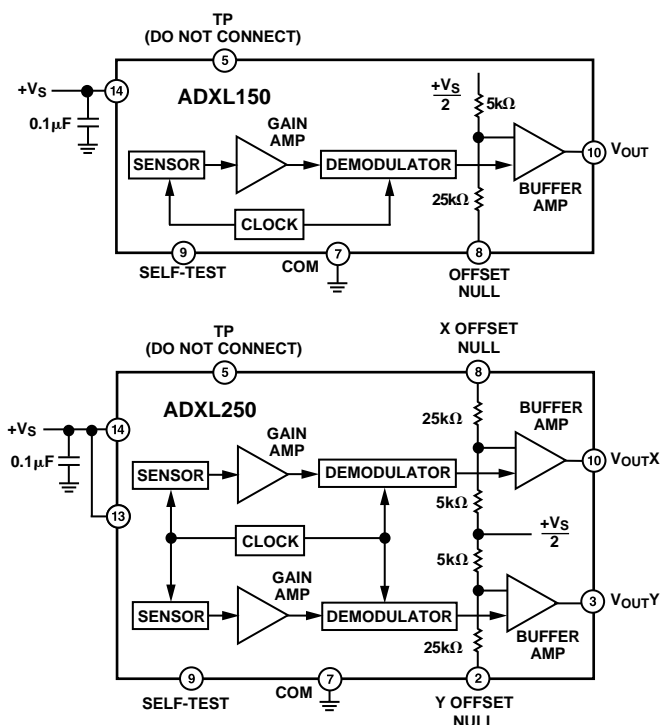 TP
(DO NOT CONNECT)
5
+VS
14
0.1µF
ADXL150
+VS
2
5kΩ
GAIN
AMP
SENSOR
DEMODULATOR
10
VOUT
25kΩ
BUFFER
AMP
CLOCK
9
7
8
SELF-TEST
COM
OFFSET
NULL
TP
(DO NOT CONNECT)
X OFFSET
NULL
5
8
ADXL250
+VS
14
0.1µF
13
25kΩ
BUFFER
AMP
GAIN
AMP
SENSOR
DEMODULATOR
10
VOUTX
5kΩ
CLOCK
+VS
2
5kΩ
GAIN
AMP
SENSOR
DEMODULATOR
3
VOUTY
25kΩ
BUFFER
AMP
9
7
2
SELF-TEST
COM
Y OFFSET
NULL